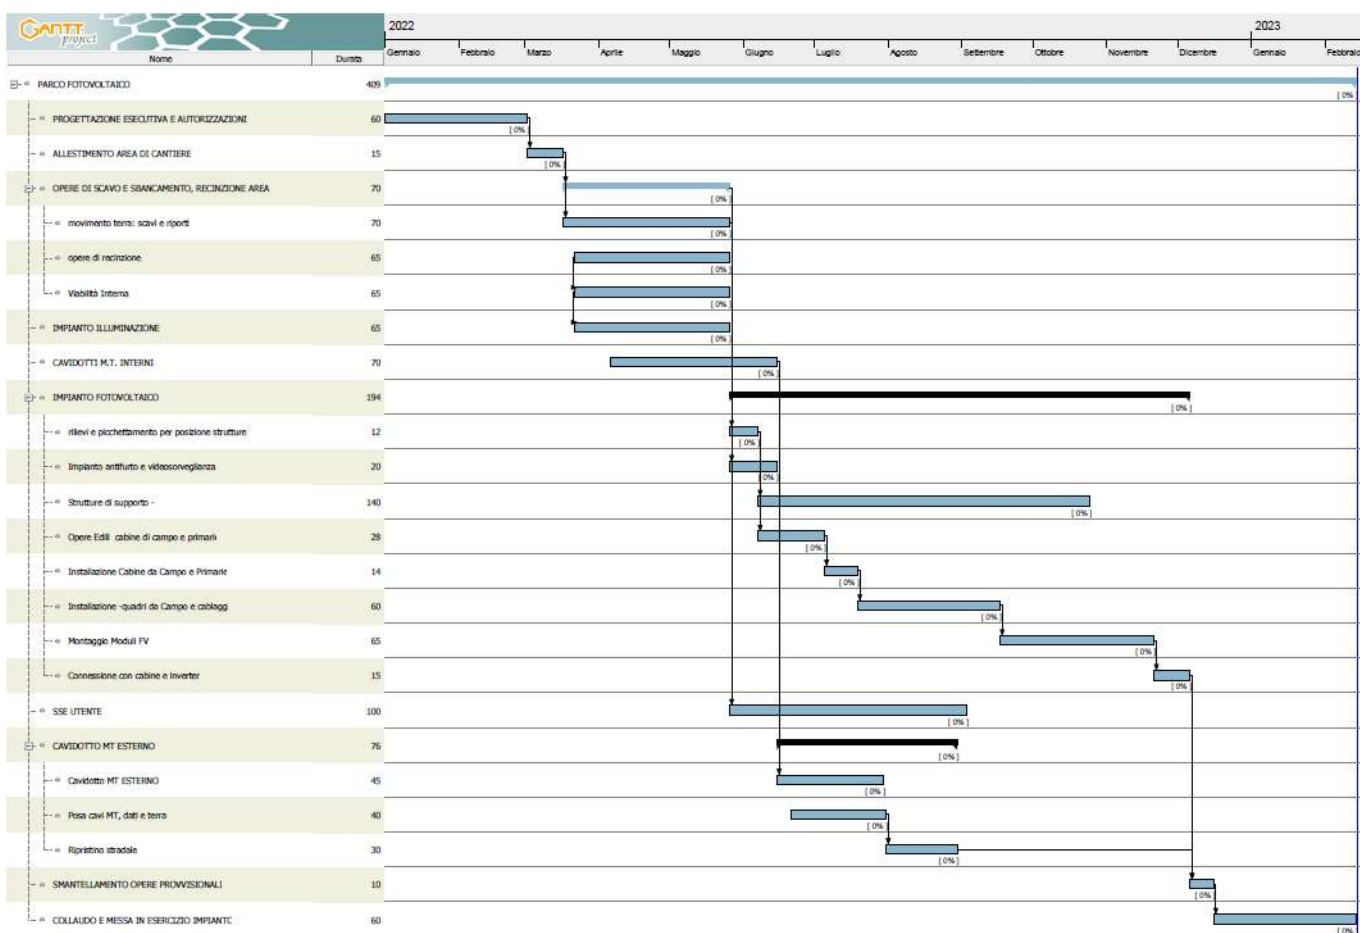 GANTT project
2022 2023
Nome Durata Gennaio Febbraio Marzo Aprile Maggio Giugno Luglio Agosto Settembre Ottobre Novembre Dicembre Gennaio Febbraio
PARCO FOTOVOLTAICO 409
[ 0%
PROGETTAZIONE ESECUTIVA E AUTORIZZAZIONI 60
[ 0% ]
ALLESTIMENTO AREA DI CANTIERE 15
[ 0% ]
OPERE DI SCAVO E SBANCAMENTO, RECINZIONE AREA 70
[ 0% ]
movimento terra: scavi e riporti 70
[ 0% ]
opere di recinzione 65
[ 0% ]
Viabilità Interna 65
[ 0% ]
IMPIANTO ILLUMINAZIONE 65
[ 0% ]
CAVIDOTTI M.T. INTERNI 70
[ 0% ]
IMPIANTO FOTOVOLTAICO 194
[ 0% ]
rilievi e picchettamento per posizione strutture 12
[ 0% ]
Impianto antifurto e videosorveglianza 20
[ 0% ]
Strutture di supporto - 140
[ 0% ]
Opere Edili cabine di campo e primarie 28
[ 0% ]
Installazione Cabine da Campo e Primarie 14
[ 0% ]
Installazione -quadri da Campo e cablagg 60
[ 0% ]
Montaggio Moduli FV 65
[ 0% ]
Connessione con cabine e inverter 15
[ 0% ]
SSE UTENTE 100
[ 0% ]
CAVIDOTTO MT ESTERNO 76
[ 0% ]
Cavidotto MT ESTERNO 45
[ 0% ]
Posa cavi MT, dati e terra 40
[ 0% ]
Ripristino stradale 30
[ 0% ]
SMANTELLAMENTO OPERE PROVVISIONALI 10
[ 0% ]
COLLAUDO E MESSA IN ESERCIZIO IMPIANTO 60
[ 0%